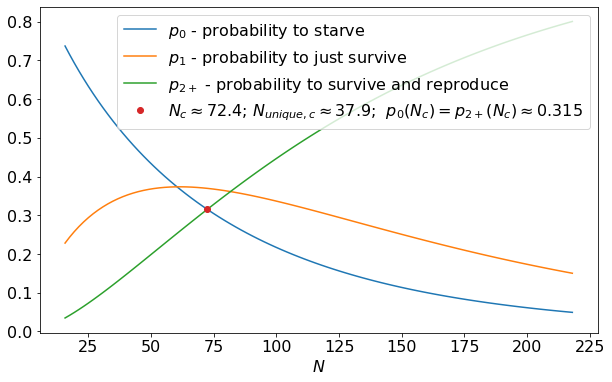 0.8
0.7
0.6
0.5
0.4
0.3
0.2
0.1
0.0
p₀ - probability to starve
p₁ - probability to just survive
p₂₊ - probability to survive and reproduce
N_c ≈ 72.4; N_{unique, c} ≈ 37.9; p₀(N_c) = p₂₊(N_c) ≈ 0.315
25 50 75 100 125 150 175 200 225
N